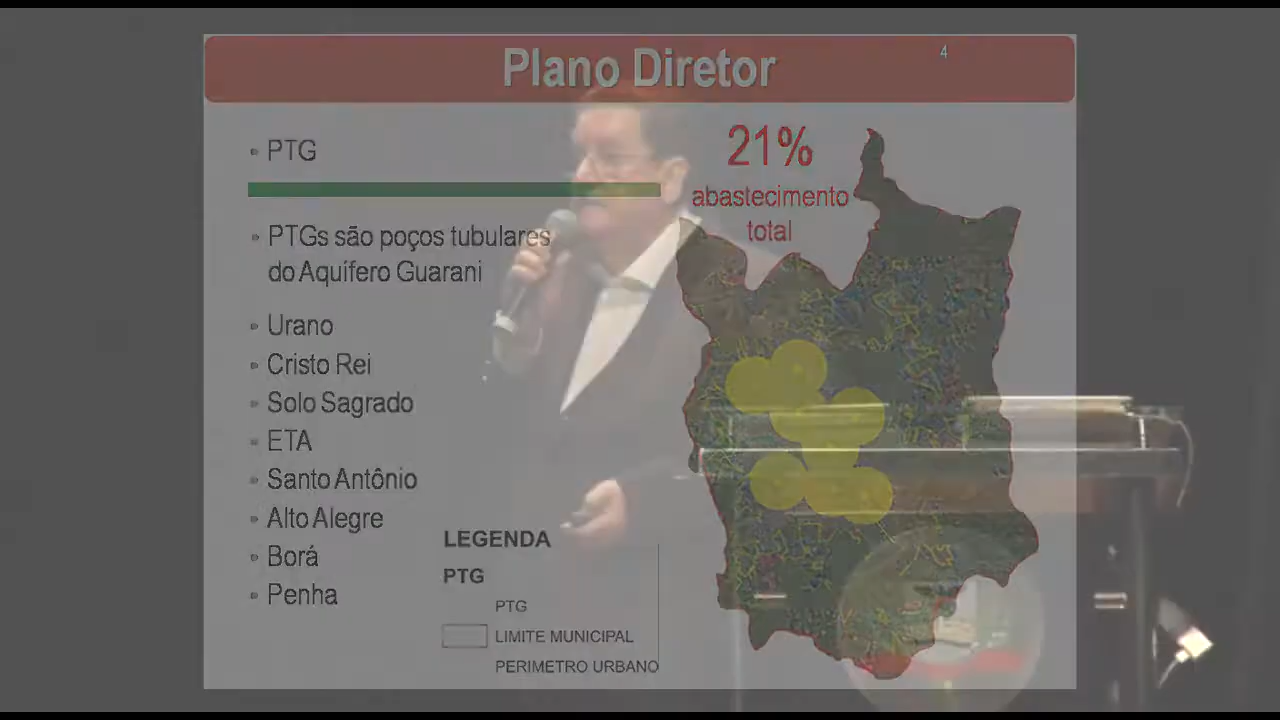 Plano Diretor
4
PTG
21%
abastecimento
total
PTGs são poços tubulares
do Aquífero Guarani
Urano
Cristo Rei
Solo Sagrado
ETA
Santo Antônio
Alto Alegre
Borá
Penha
LEGENDA
PTG
PTG
LIMITE MUNICIPAL
PERIMETRO URBANO